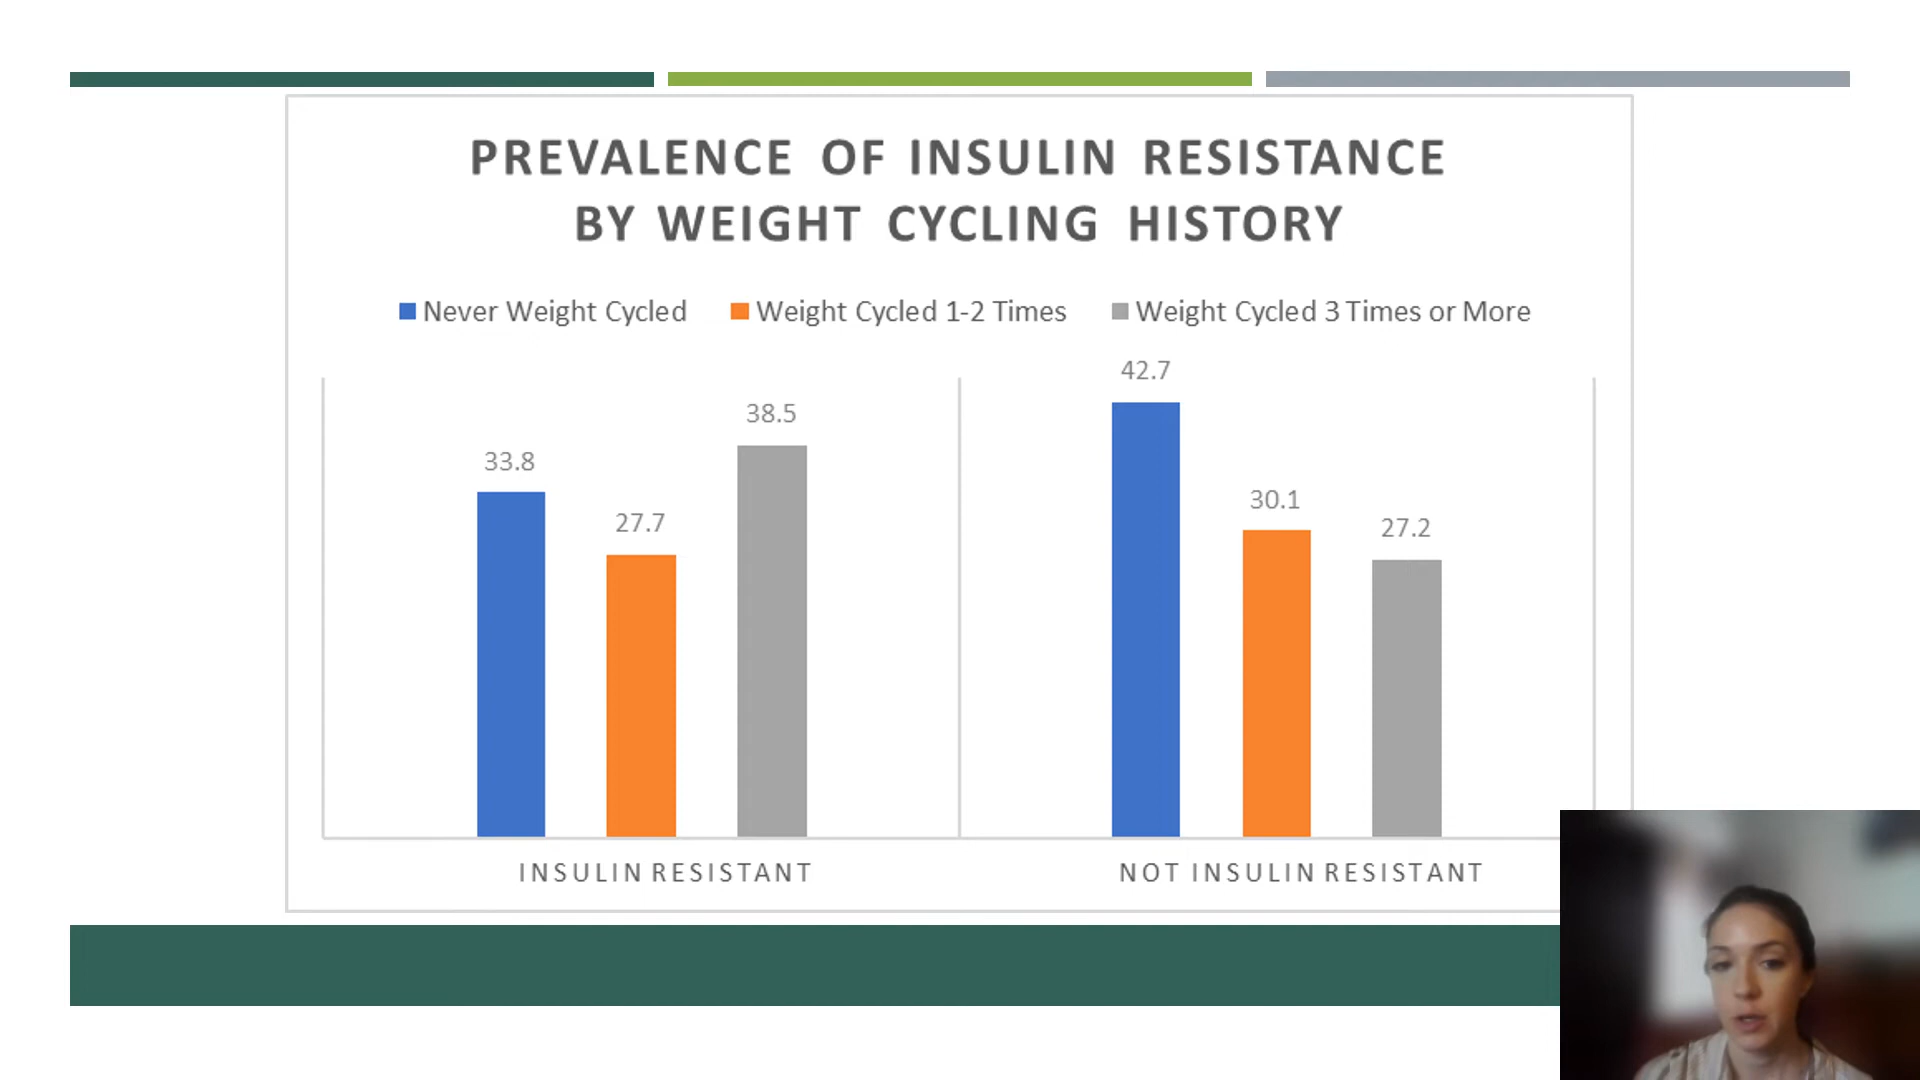 PREVALENCE OF INSULIN RESISTANCE
BY WEIGHT CYCLING HISTORY
Never Weight Cycled Weight Cycled 1-2 Times Weight Cycled 3 Times or More
42.7
38.5
33.8
30.1
27.7
27.2
INSULIN RESISTANT NOT INSULIN RESISTANT